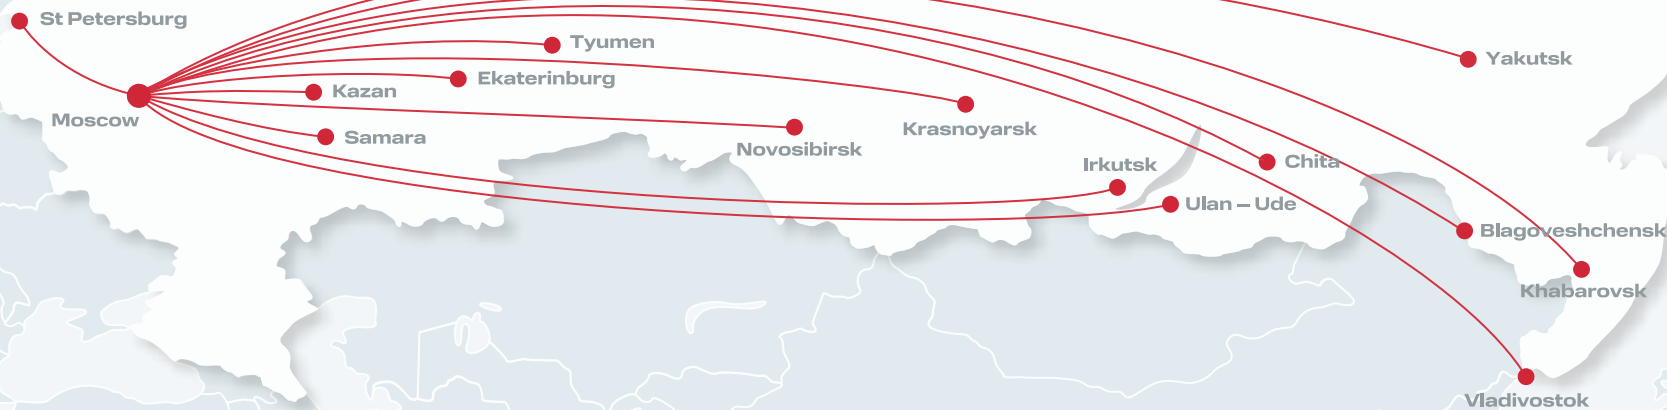 St Petersburg
Tyumen
Yakutsk
Ekaterinburg
Kazan
Moscow
Krasnoyarsk
Samara
Novosibirsk
Irkutsk
Chita
Ulan – Ude
Blagoveshchensk
Khabarovsk
Vladivostok